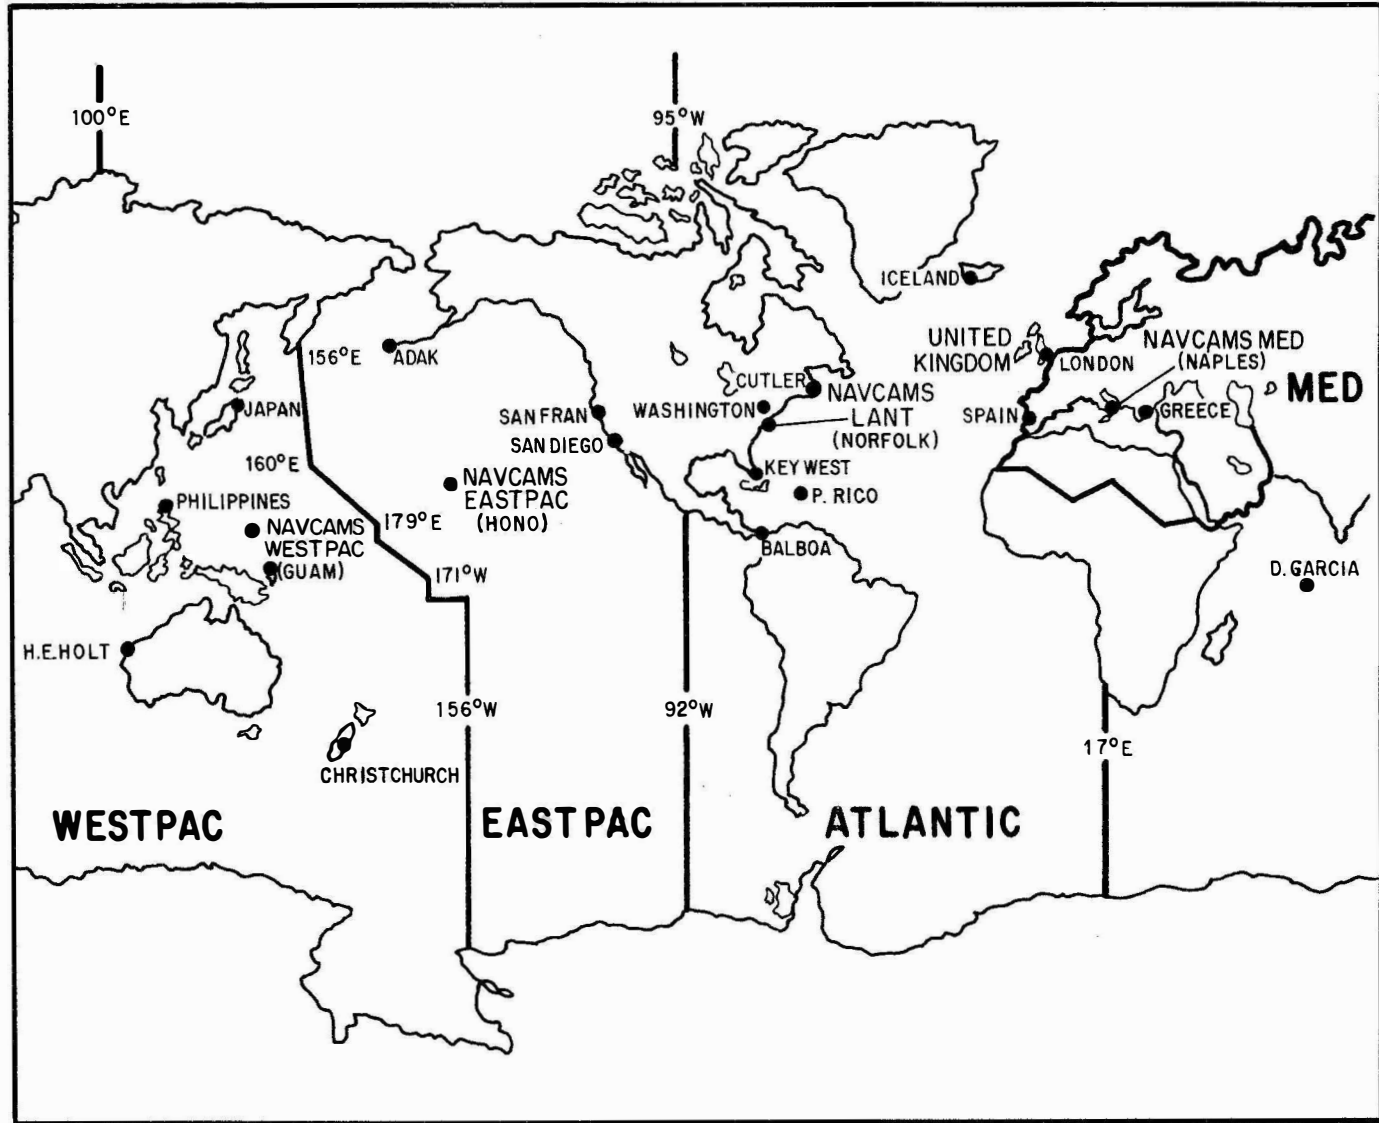 100°E
95°W
ICELAND
156°E
ADAK
UNITED
KINGDOM
LONDON
NAVCAMS MED
(NAPLES)
MED
CUTLER
NAVCAMS
LANT
(NORFOLK)
WASHINGTON
JAPAN
SAN FRAN
SAN DIEGO
SPAIN
GREECE
160°E
KEY WEST
P. RICO
NAVCAMS
EASTPAC
(HONO)
PHILIPPINES
179°E
NAVCAMS
WESTPAC
(GUAM)
BALBOA
171°W
D. GARCIA
H.E.HOLT
156°W
92°W
17°E
CHRISTCHURCH
WESTPAC
EASTPAC
ATLANTIC